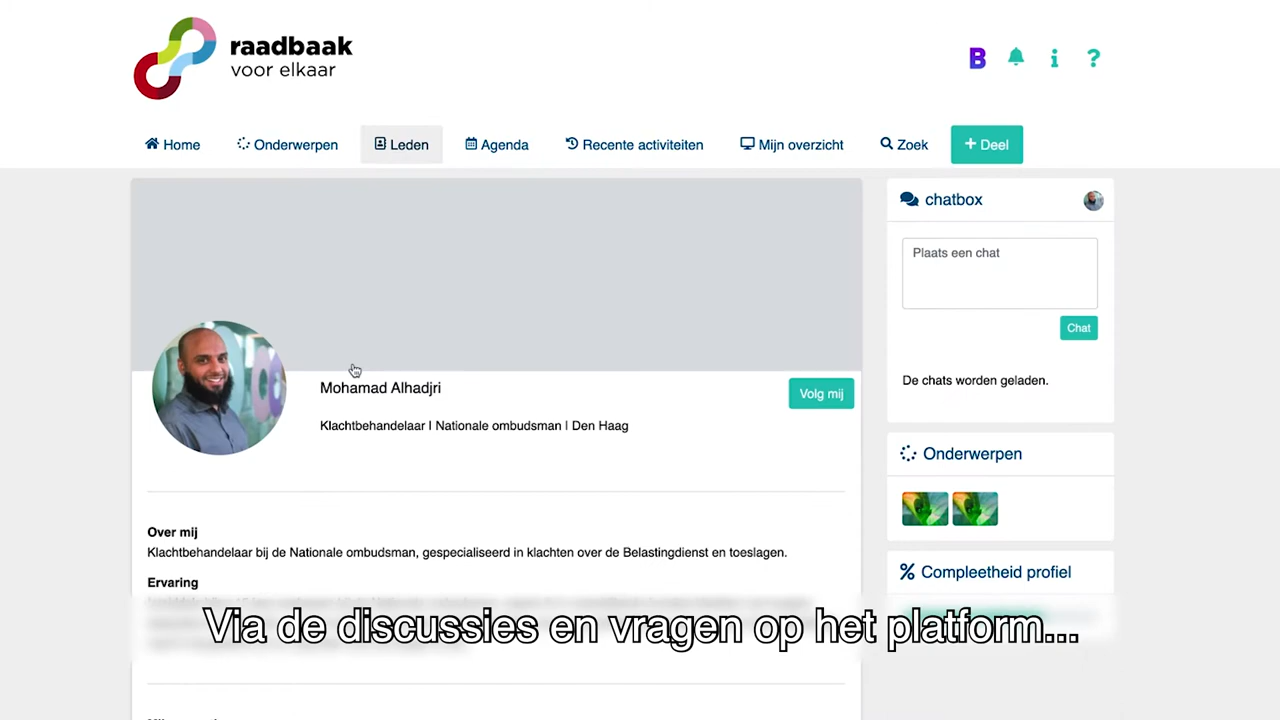 raadbaak
voor elkaar
B
Home
Onderwerpen
Leden
Agenda
Recente activiteiten
Mijn overzicht
Zoek
+ Deel
chatbox
Plaats een chat
Chat
De chats worden geladen.
Mohamad Alhadjri
Volg mij
Klachtbehandelaar I Nationale ombudsman I Den Haag
Onderwerpen
Over mij
Klachtbehandelaar bij de Nationale ombudsman, gespecialiseerd in klachten over de Belastingdienst en toeslagen.
Ervaring
% Compleetheid profiel
Via de discussies en vragen op het platform...